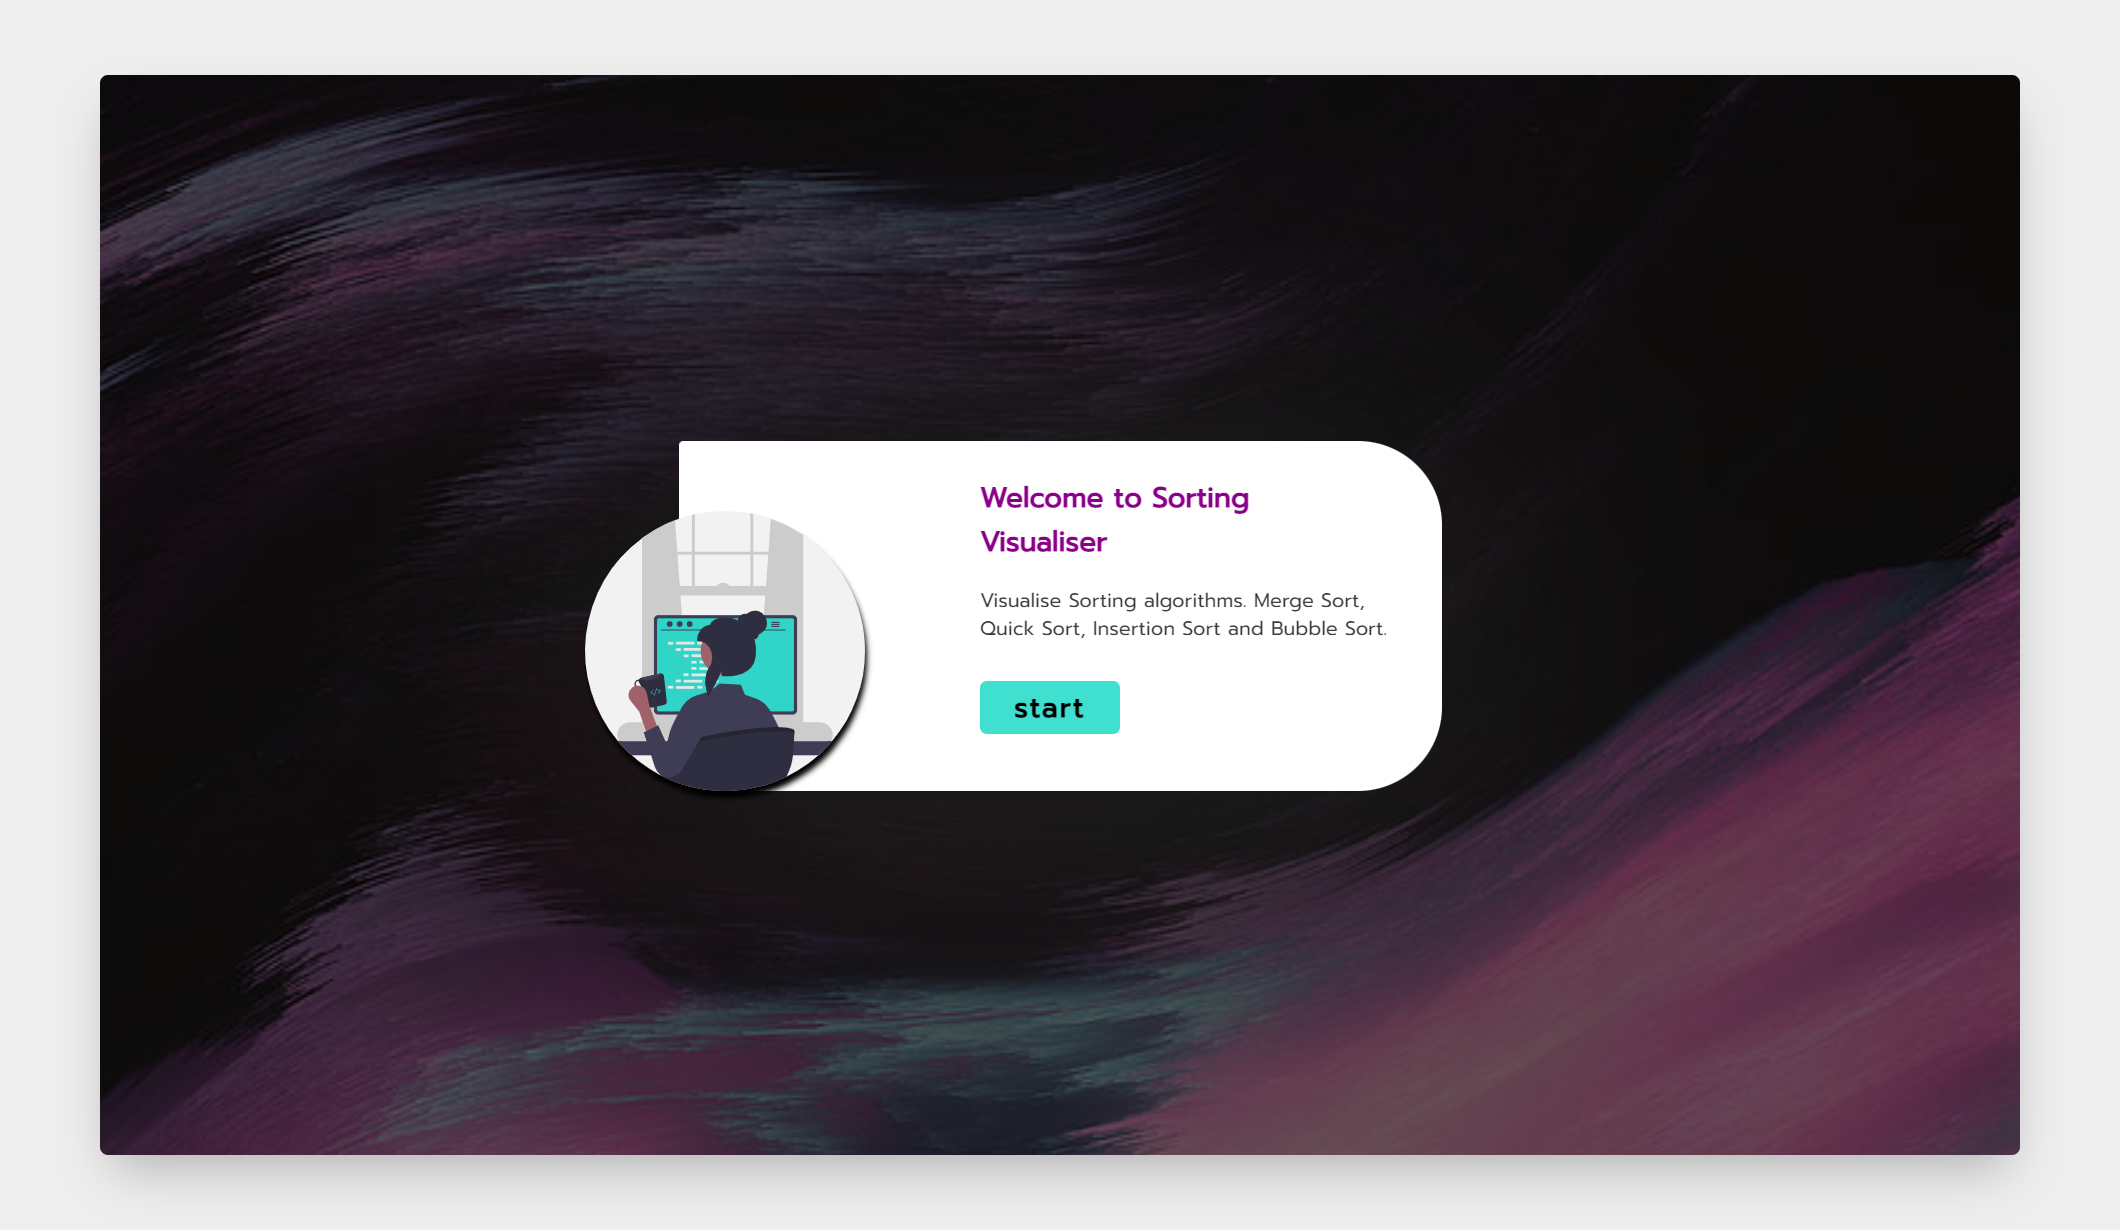 Welcome to Sorting
Visualiser
Visualise Sorting algorithms. Merge Sort,
Quick Sort, Insertion Sort and Bubble Sort.
start